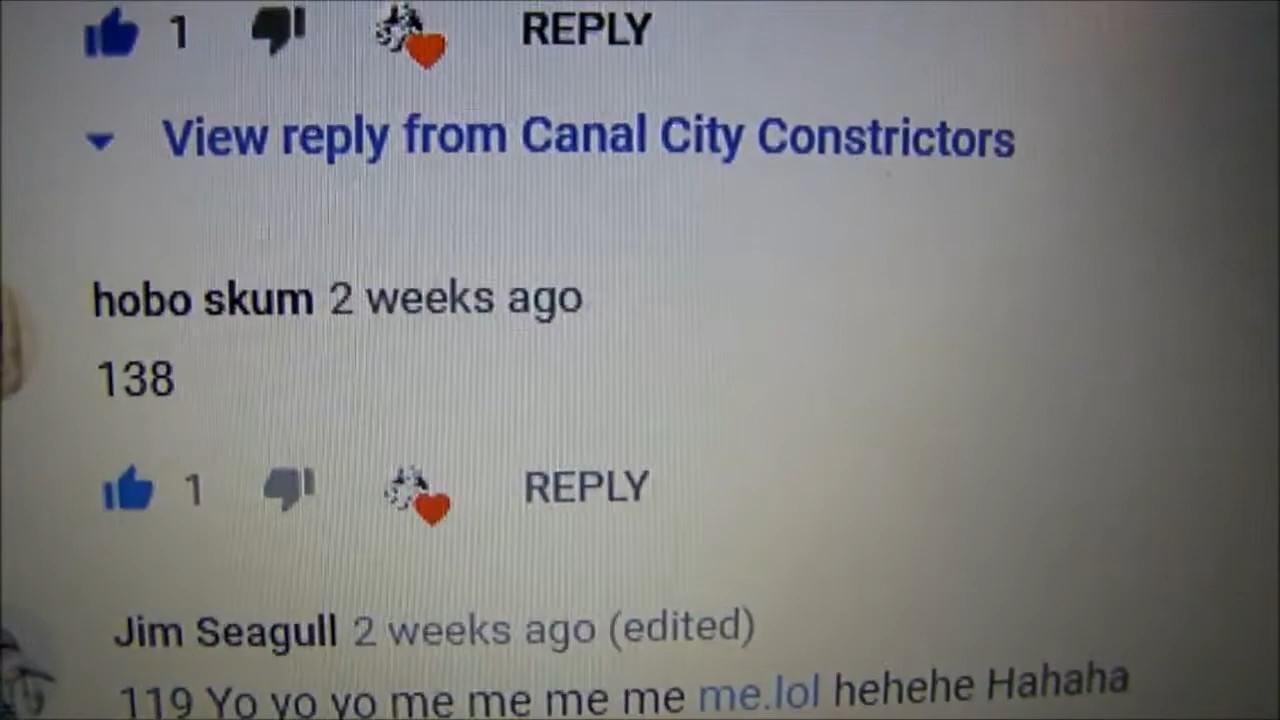 1 REPLY
View reply from Canal City Constrictors
hobo skum 2 weeks ago
138
1 REPLY
Jim Seagull 2 weeks ago (edited)
119 Yo yo yo me me me me me.lol hehehe Hahaha